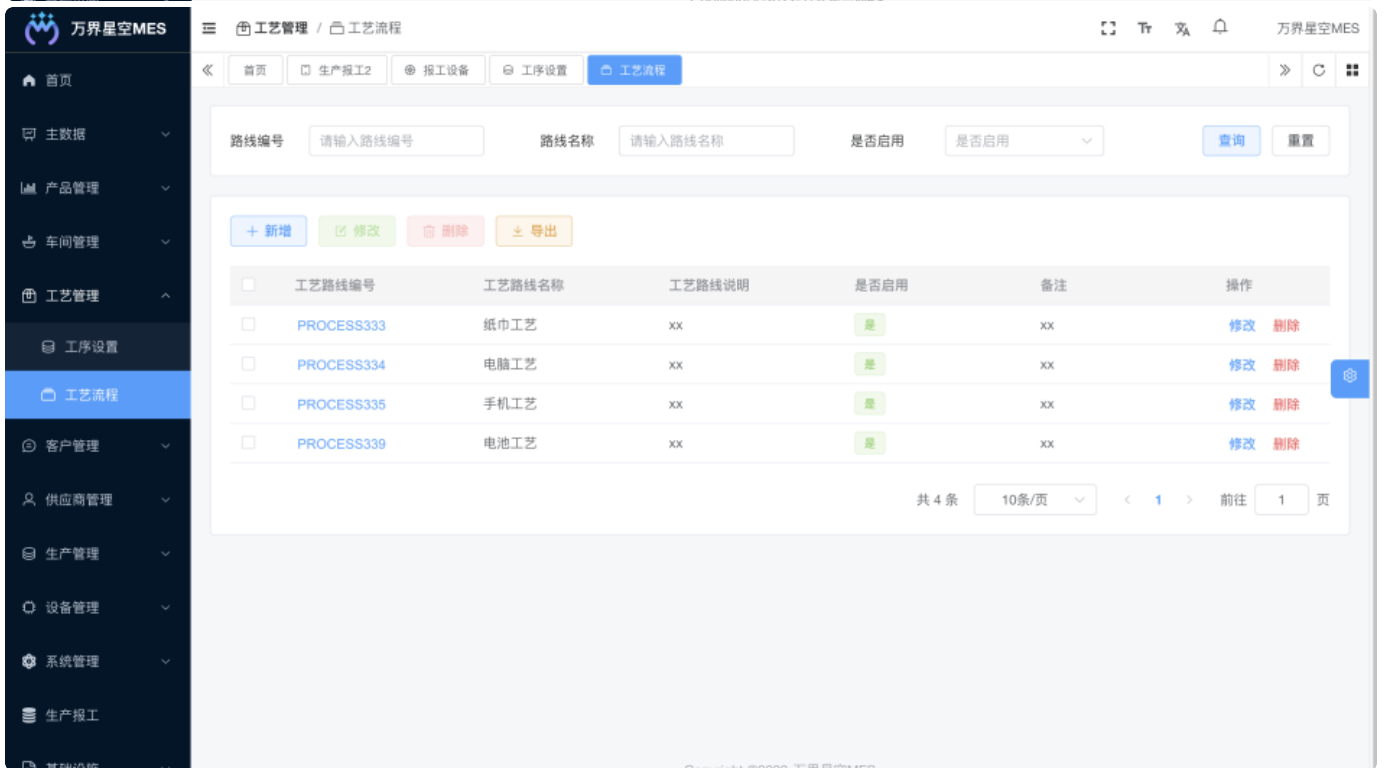 万界星空MES
工艺管理 / 工艺流程
万界星空MES
首页
生产报工2
报工设备
工序设置
工艺流程
首页
主数据
产品管理
车间管理
工艺管理
工序设置
工艺流程
客户管理
供应商管理
生产管理
设备管理
系统管理
生产报工
基础设施
路线编号 请输入路线编号 路线名称 请输入路线名称 是否启用 是否启用 查询 重置
新增 修改 删除 导出
工艺路线编号 工艺路线名称 工艺路线说明 是否启用 备注 操作
PROCESS333 纸巾工艺 xx 是 xx 修改 删除
PROCESS334 电脑工艺 xx 是 xx 修改 删除
PROCESS335 手机工艺 xx 是 xx 修改 删除
PROCESS339 电池工艺 xx 是 xx 修改 删除
共 4 条 10条/页 1 前往 1 页